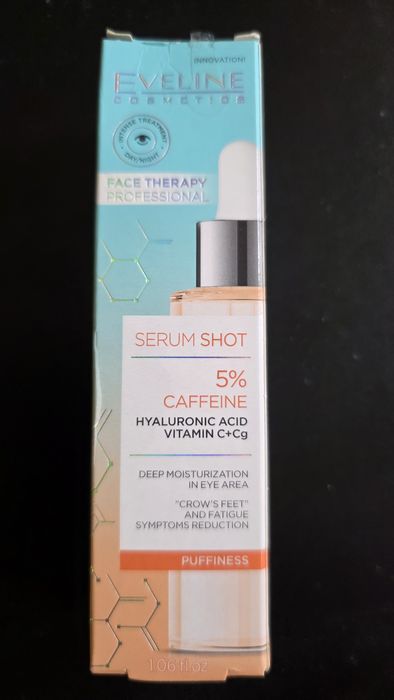 INNOVATION!
EVELINE
COSMETICS
INTENSE TREATMENT
DAY/NIGHT
FACE THERAPY
PROFESSIONAL
SERUM SHOT
5%
CAFFEINE
HYALURONIC ACID
VITAMIN C+Cg
DEEP MOISTURIZATION
IN EYE AREA
"CROW'S FEET"
AND FATIGUE
SYMPTOMS REDUCTION
PUFFINESS
1.06 fl.oz